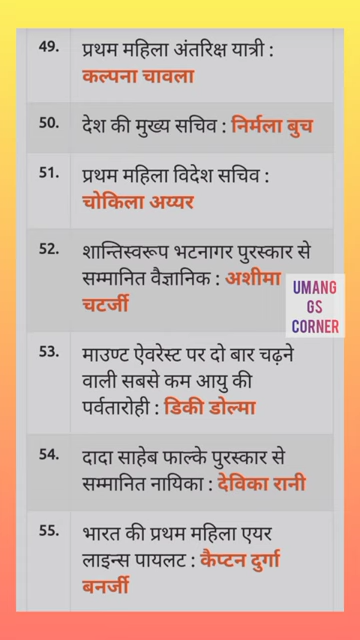 49. प्रथम महिला अंतरिक्ष यात्री :
कल्पना चावला
50. देश की मुख्य सचिव : निर्मला बुच
51. प्रथम महिला विदेश सचिव :
चोकिला अय्यर
52. शान्तिस्वरूप भटनागर पुरस्कार से
सम्मानित वैज्ञानिक : अशीमा
चटर्जी
UMANG
GS
CORNER
53. माउण्ट ऐवरेस्ट पर दो बार चढ़ने
वाली सबसे कम आयु की
पर्वतारोही : डिकी डोल्मा
54. दादा साहेब फाल्के पुरस्कार से
सम्मानित नायिका : देविका रानी
55. भारत की प्रथम महिला एयर
लाइन्स पायलट : कैप्टन दुर्गा
बनर्जी